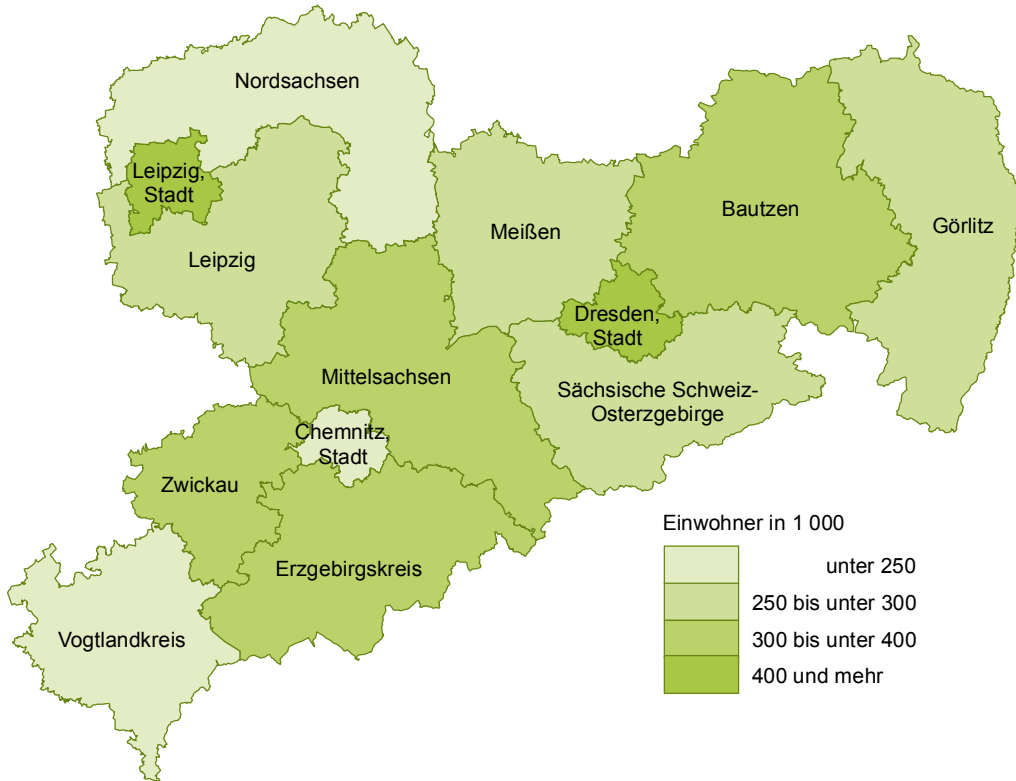 Nordsachsen
Leipzig,
Stadt
Leipzig
Meißen
Bautzen
Görlitz
Dresden,
Stadt
Mittelsachsen
Sächsische Schweiz-
Osterzgebirge
Chemnitz,
Stadt
Zwickau
Erzgebirgskreis
Vogtlandkreis
Einwohner in 1 000
unter 250
250 bis unter 300
300 bis unter 400
400 und mehr